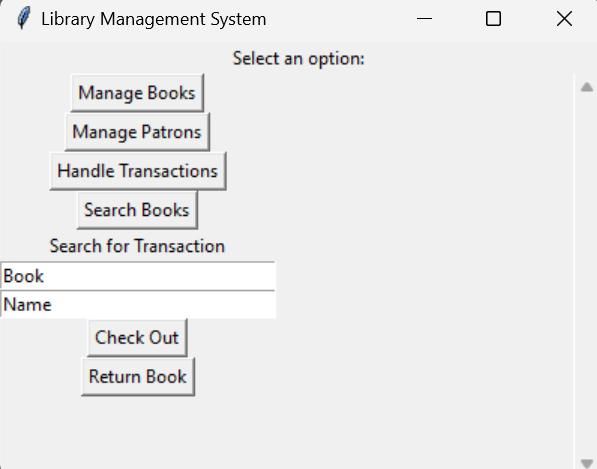 Library Management System
Select an option:
Manage Books
Manage Patrons
Handle Transactions
Search Books
Search for Transaction
Book
Name
Check Out
Return Book